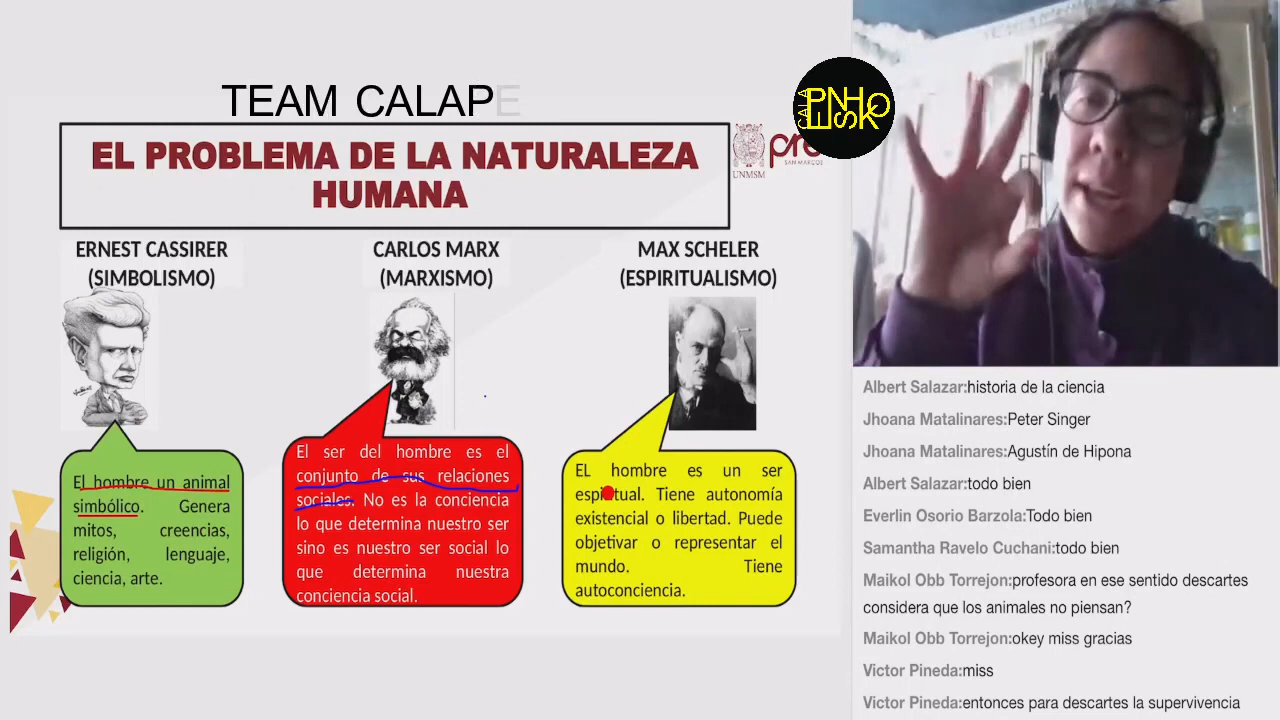 TEAM CALAPE
EL PROBLEMA DE LA NATURALEZA
HUMANA
UNMSM
SAN MARCOS
ERNEST CASSIRER
(SIMBOLISMO)
CARLOS MARX
(MARXISMO)
MAX SCHELER
(ESPIRITUALISMO)
El hombre un animal
simbólico. Genera
mitos, creencias,
religión, lenguaje,
ciencia, arte.
El ser del hombre es el
conjunto de sus relaciones
sociales. No es la conciencia
lo que determina nuestro ser
sino es nuestro ser social lo
que determina nuestra
conciencia social.
EL hombre es un ser
espiritual. Tiene autonomía
existencial o libertad. Puede
objetivar o representar el
mundo. Tiene
autoconciencia.
Albert Salazar:historia de la ciencia
Jhoana Matalinares:Peter Singer
Jhoana Matalinares:Agustín de Hipona
Albert Salazar:todo bien
Everlin Osorio Barzola:Todo bien
Samantha Ravelo Cuchani:todo bien
Maikol Obb Torrejon:profesora en ese sentido descartes
considera que los animales no piensan?
Maikol Obb Torrejon:okey miss gracias
Victor Pineda:miss
Victor Pineda:entonces para descartes la supervivencia